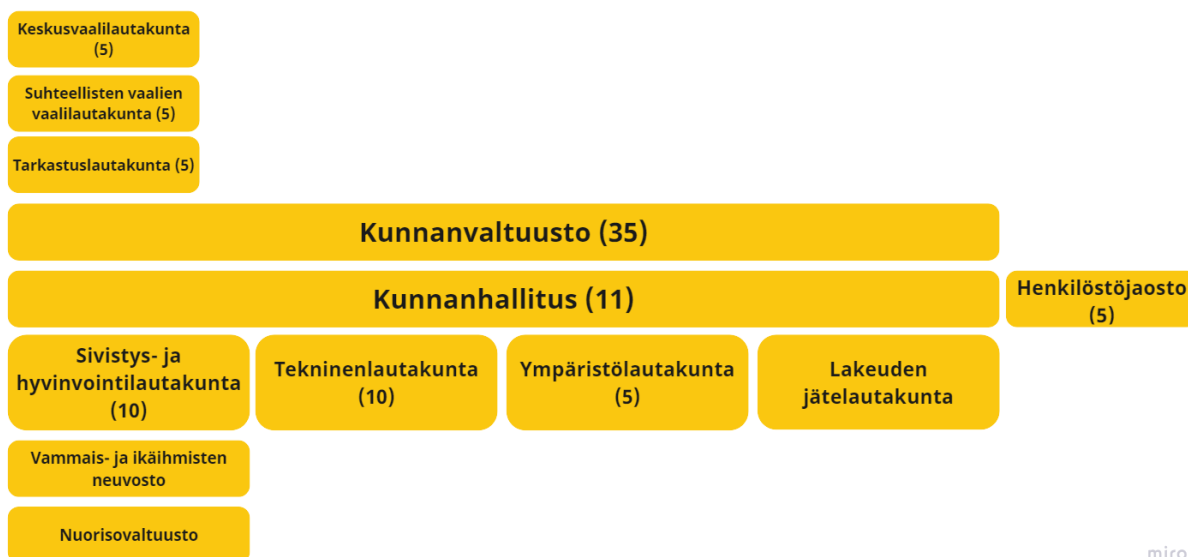 Keskusvaalilautakunta
(5)
Suhteellisten vaalien
vaalilautakunta (5)
Tarkastuslautakunta (5)
Kunnanvaltuusto (35)
Kunnanhallitus (11)
Henkilöstöjaosto
(5)
Sivistys- ja
hyvinvointilautakunta
(10)
Tekninenlautakunta
(10)
Ympäristölautakunta
(5)
Lakeuden
jätelautakunta
Vammais- ja ikäihmisten
neuvosto
Nuorisovaltuusto
miro